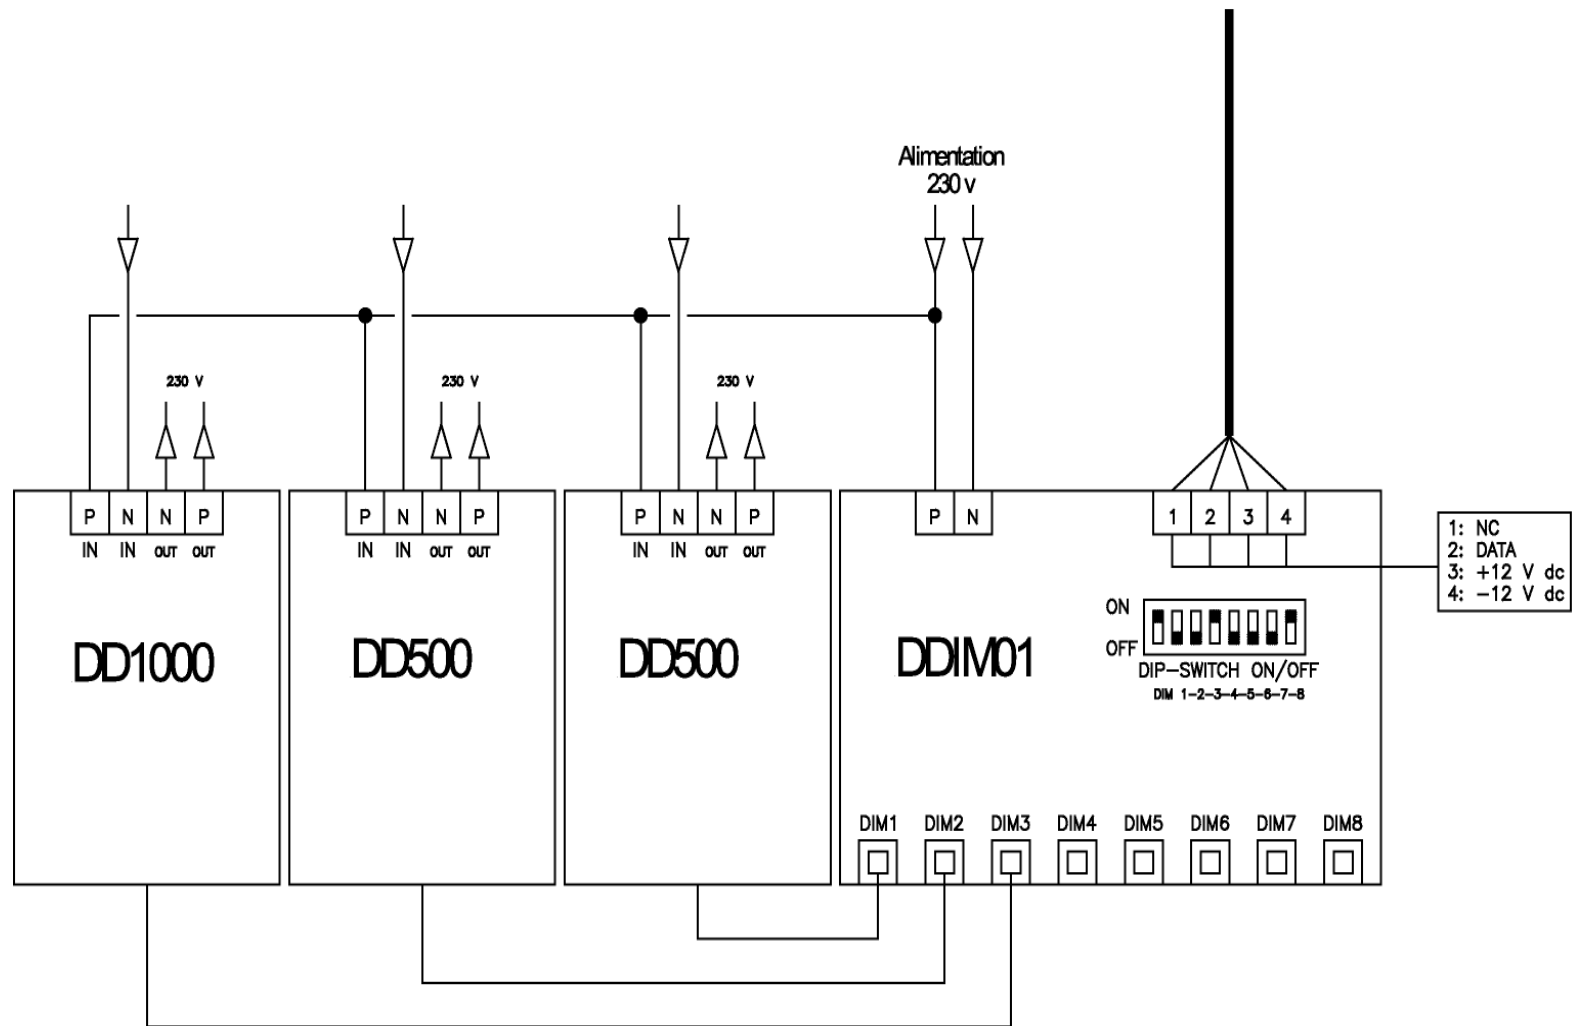 Alimentation
230 v
230 V
230 V
230 V
P N N P
IN IN OUT OUT
P N N P
IN IN OUT OUT
P N N P
IN IN OUT OUT
P N
1 2 3 4
1: NC
2: DATA
3: +12 V dc
4: -12 V dc
ON
OFF
DIP-SWITCH ON/OFF
DIM 1-2-3-4-5-6-7-8
DD1000
DD500
DD500
DDIM01
DIM1 DIM2 DIM3 DIM4 DIM5 DIM6 DIM7 DIM8